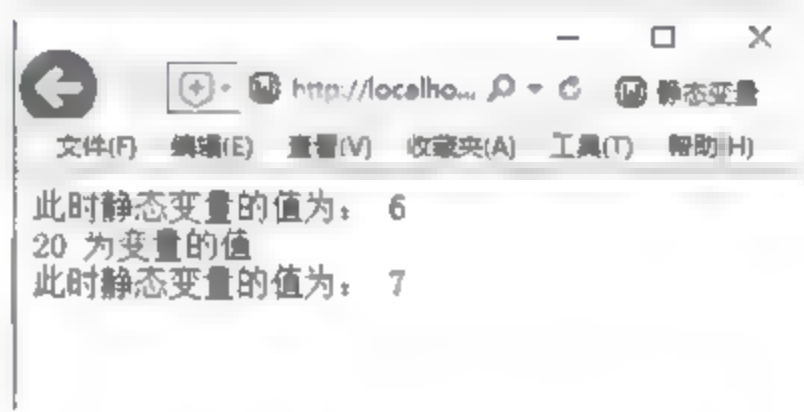 http://localho... 静态变量
文件(F) 编辑(E) 查看(V) 收藏夹(A) 工具(T) 帮助(H)
此时静态变量的值为： 6
20 为变量的值
此时静态变量的值为： 7